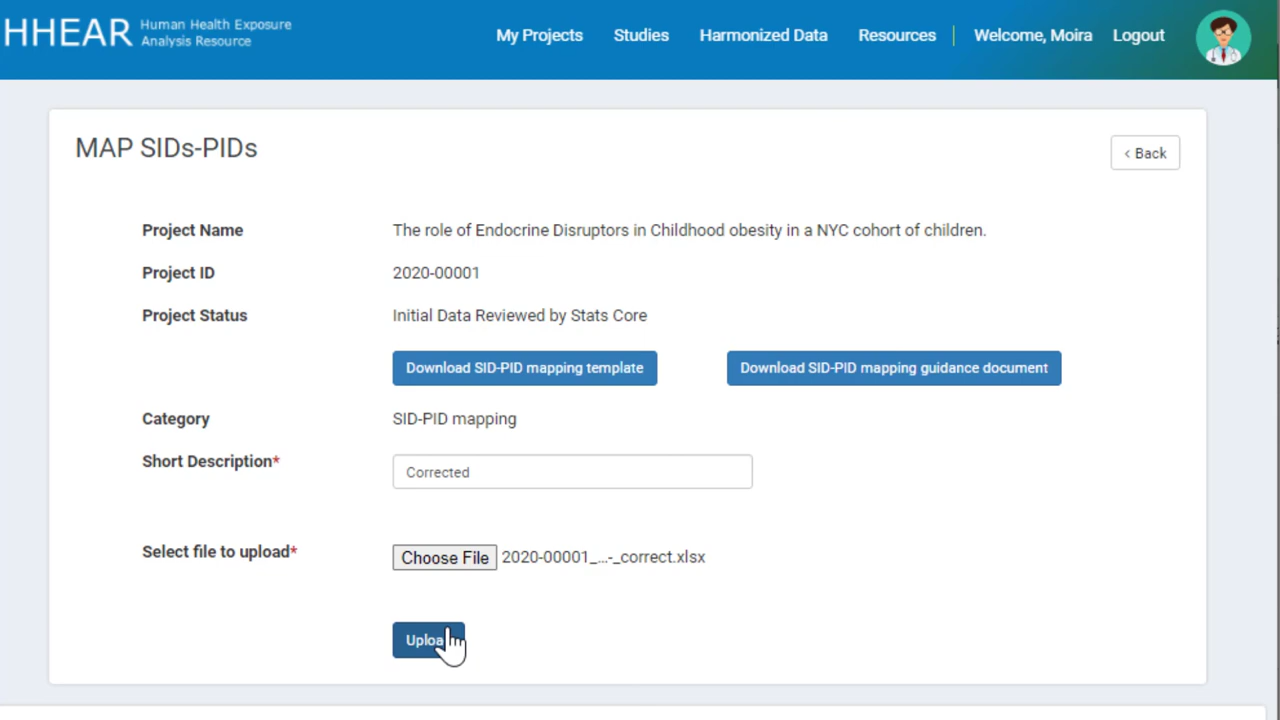 HHEAR Human Health Exposure
Analysis Resource
My Projects Studies Harmonized Data Resources Welcome, Moira Logout
MAP SIDs-PIDs
‹ Back
Project Name The role of Endocrine Disruptors in Childhood obesity in a NYC cohort of children.
Project ID 2020-00001
Project Status Initial Data Reviewed by Stats Core
Download SID-PID mapping template Download SID-PID mapping guidance document
Category SID-PID mapping
Short Description* Corrected
Select file to upload* Choose File 2020-00001_...-_correct.xlsx
Uploa